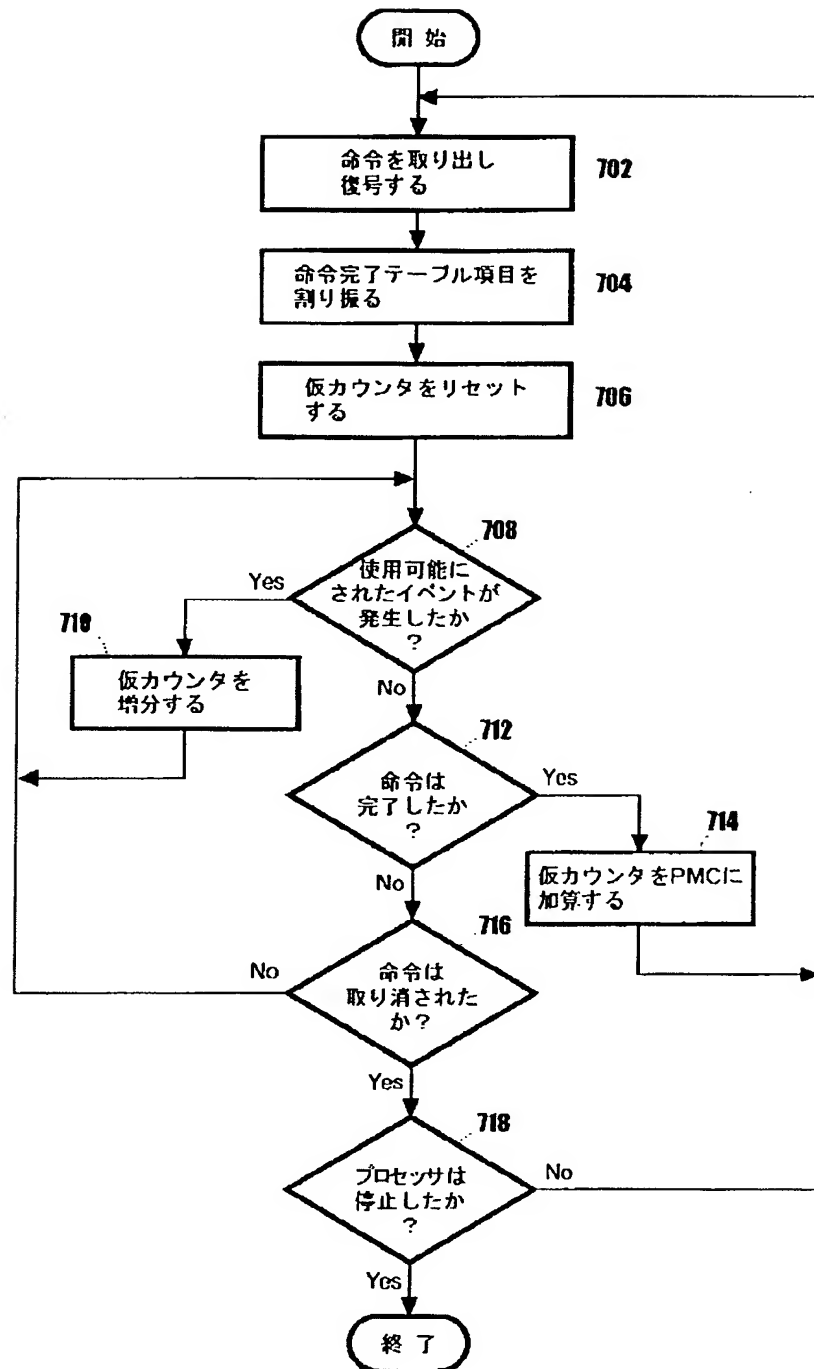 開 始
命令を取り出し
復号する
702
命令完了テーブル項目を
割り振る
704
仮カウンタをリセット
する
706
708
使用可能に
されたイベントが
発生したか
?
Yes
710
仮カウンタを
増分する
No
712
命令は
完了したか
?
Yes
714
仮カウンタをPMCに
加算する
No
716
命令は
取り消された
か?
No
Yes
718
プロセッサは
停止したか
?
No
Yes
終 了